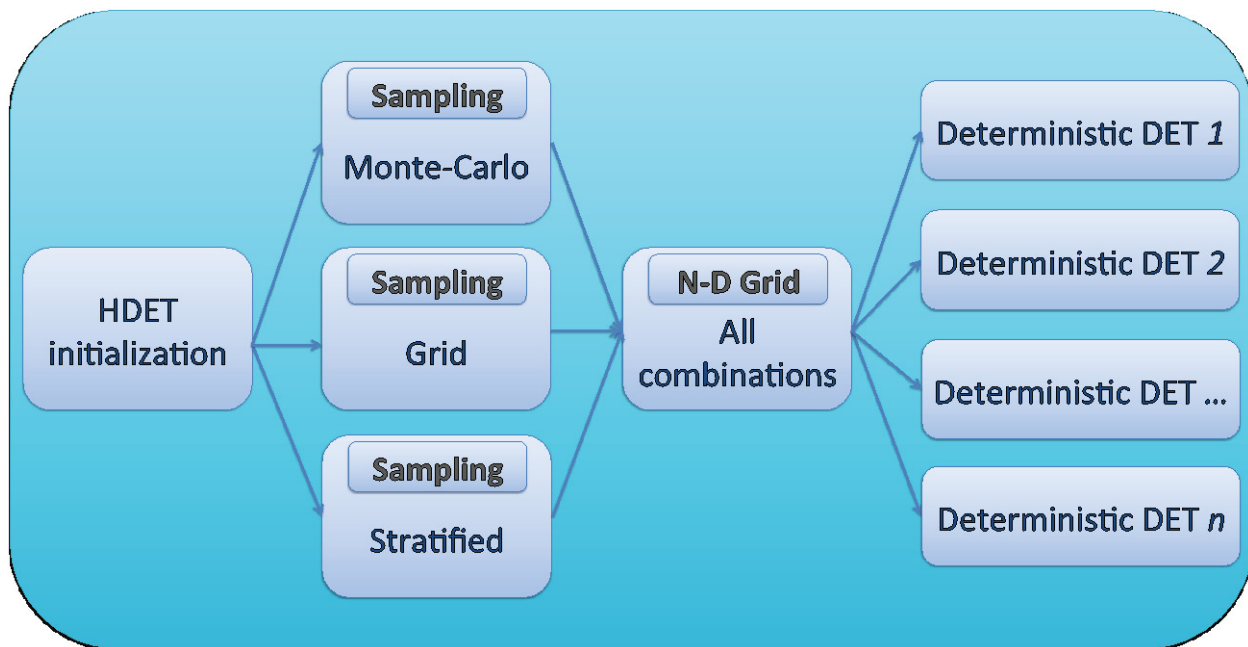 HDET
initialization
Sampling
Monte-Carlo
Sampling
Grid
Sampling
Stratified
N-D Grid
All
combinations
Deterministic DET 1
Deterministic DET 2
Deterministic DET ...
Deterministic DET n